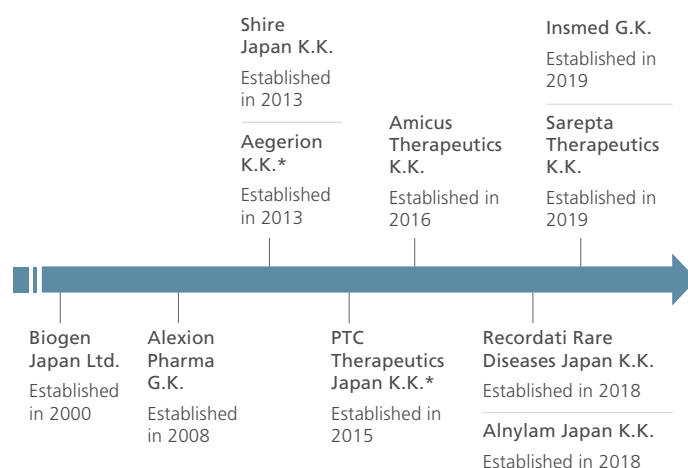 Shire
Japan K.K.
Established
in 2013
Aegerion
K.K.*
Established
in 2013
Amicus
Therapeutics
K.K.
Established in
2016
Insmed G.K.
Established in
2019
Sarepta
Therapeutics
K.K.
Established in
2019
Biogen
Japan Ltd.
Established
in 2000
Alexion
Pharma
G.K.
Established
in 2008
PTC
Therapeutics
Japan K.K.*
Established in
2015
Recordati Rare
Diseases Japan K.K.
Established in 2018
Alnylam Japan K.K.
Established in 2018